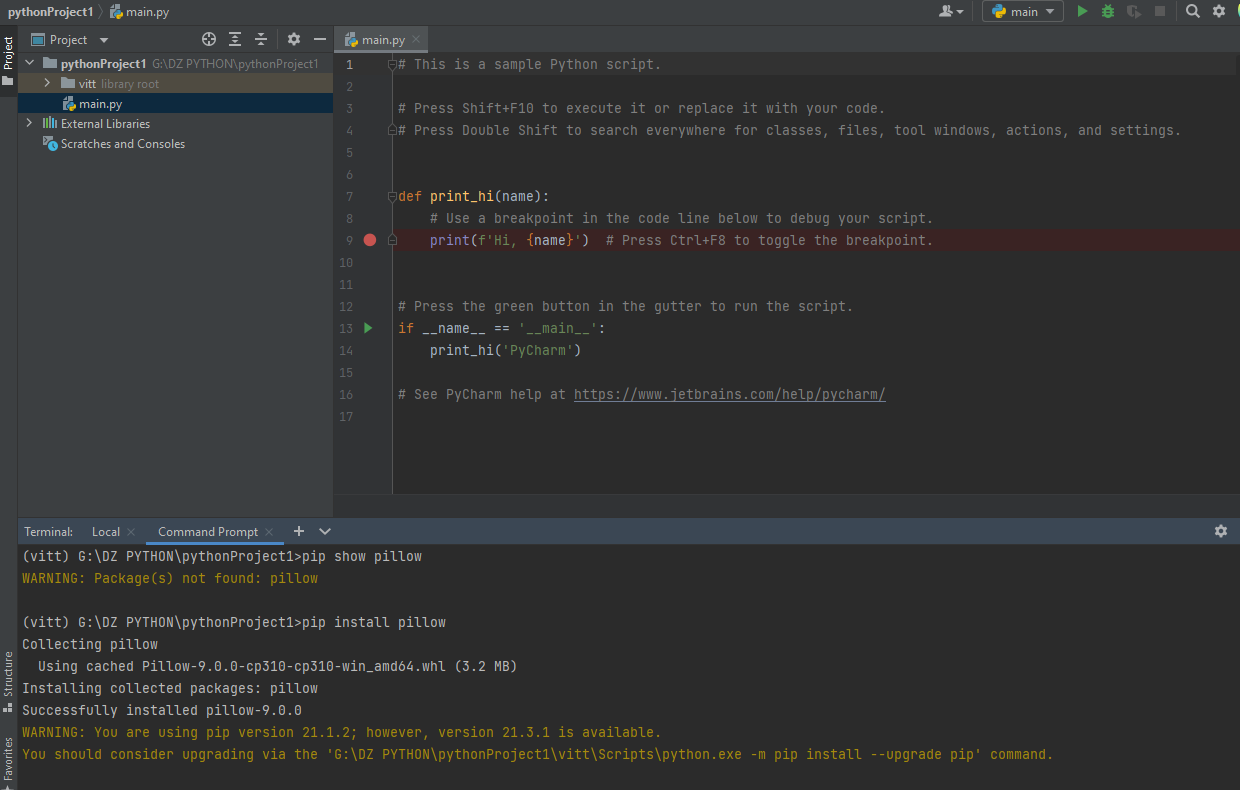 pythonProject1 main.py
main
Project
Project
main.py
pythonProject1 G:\DZ PYTHON\pythonProject1
vitt library root
main.py
External Libraries
Scratches and Consoles
1 # This is a sample Python script.
2
3 # Press Shift+F10 to execute it or replace it with your code.
4 # Press Double Shift to search everywhere for classes, files, tool windows, actions, and settings.
5
6
7 def print_hi(name):
8 # Use a breakpoint in the code line below to debug your script.
9 print(f'Hi, {name}') # Press Ctrl+F8 to toggle the breakpoint.
10
11
12 # Press the green button in the gutter to run the script.
13 if __name__ == '__main__':
14 print_hi('PyCharm')
15
16 # See PyCharm help at https://www.jetbrains.com/help/pycharm/
17
Terminal: Local Command Prompt
(vitt) G:\DZ PYTHON\pythonProject1>pip show pillow
WARNING: Package(s) not found: pillow
(vitt) G:\DZ PYTHON\pythonProject1>pip install pillow
Collecting pillow
Using cached Pillow-9.0.0-cp310-cp310-win_amd64.whl (3.2 MB)
Installing collected packages: pillow
Successfully installed pillow-9.0.0
WARNING: You are using pip version 21.1.2; however, version 21.3.1 is available.
You should consider upgrading via the 'G:\DZ PYTHON\pythonProject1\vitt\Scripts\python.exe -m pip install --upgrade pip' command.
Structure
Favorites